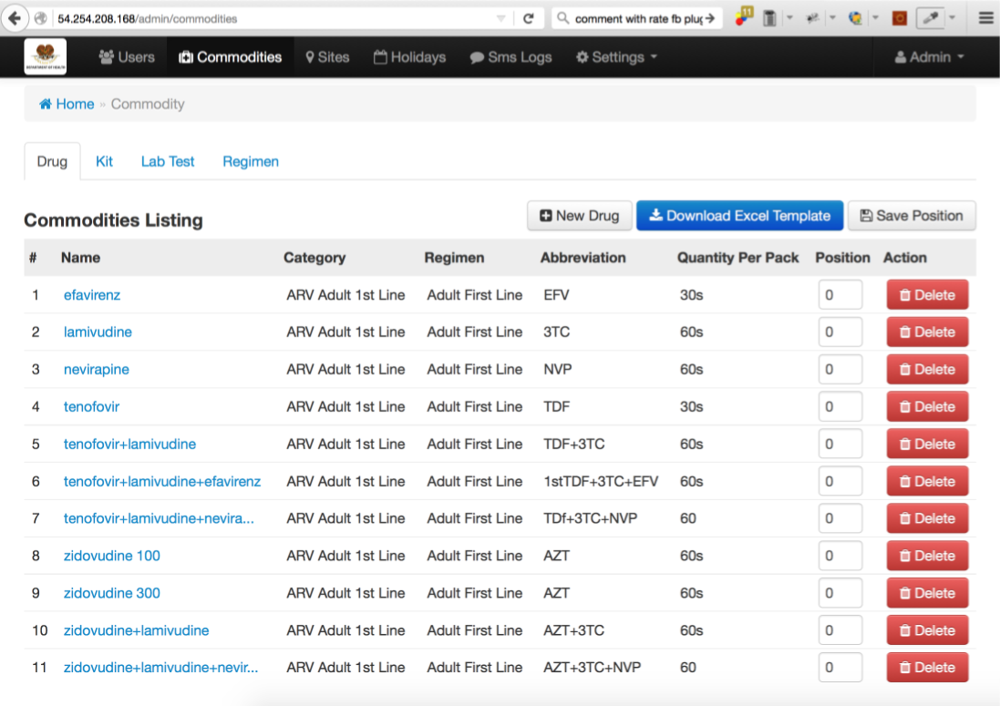 54.254.208.168/admin/commodities comment with rate fb plug 11
DEPARTMENT OF HEALTH Users Commodities Sites Holidays Sms Logs Settings Admin
Home » Commodity
Drug Kit Lab Test Regimen
Commodities Listing New Drug Download Excel Template Save Position
# Name Category Regimen Abbreviation Quantity Per Pack Position Action
1 efavirenz ARV Adult 1st Line Adult First Line EFV 30s 0 Delete
2 lamivudine ARV Adult 1st Line Adult First Line 3TC 60s 0 Delete
3 nevirapine ARV Adult 1st Line Adult First Line NVP 60s 0 Delete
4 tenofovir ARV Adult 1st Line Adult First Line TDF 30s 0 Delete
5 tenofovir+lamivudine ARV Adult 1st Line Adult First Line TDF+3TC 60s 0 Delete
6 tenofovir+lamivudine+efavirenz ARV Adult 1st Line Adult First Line 1stTDF+3TC+EFV 60s 0 Delete
7 tenofovir+lamivudine+nevira... ARV Adult 1st Line Adult First Line TDf+3TC+NVP 60 0 Delete
8 zidovudine 100 ARV Adult 1st Line Adult First Line AZT 60s 0 Delete
9 zidovudine 300 ARV Adult 1st Line Adult First Line AZT 60s 0 Delete
10 zidovudine+lamivudine ARV Adult 1st Line Adult First Line AZT+3TC 60s 0 Delete
11 zidovudine+lamivudine+nevir... ARV Adult 1st Line Adult First Line AZT+3TC+NVP 60 0 Delete